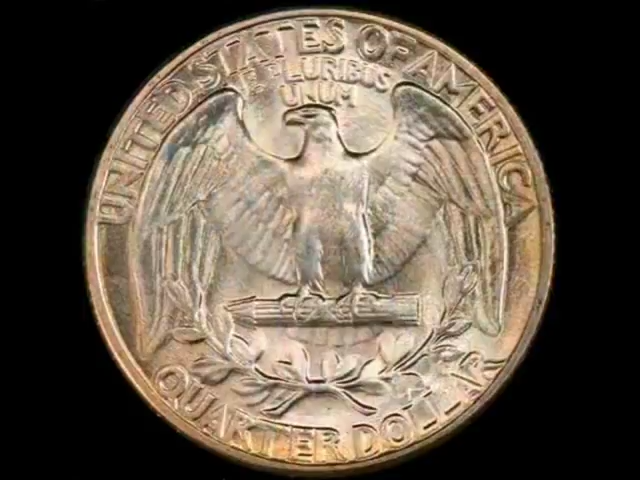 UNITED STATES OF AMERICA
E PLURIBUS
UNUM
QUARTER DOLLAR